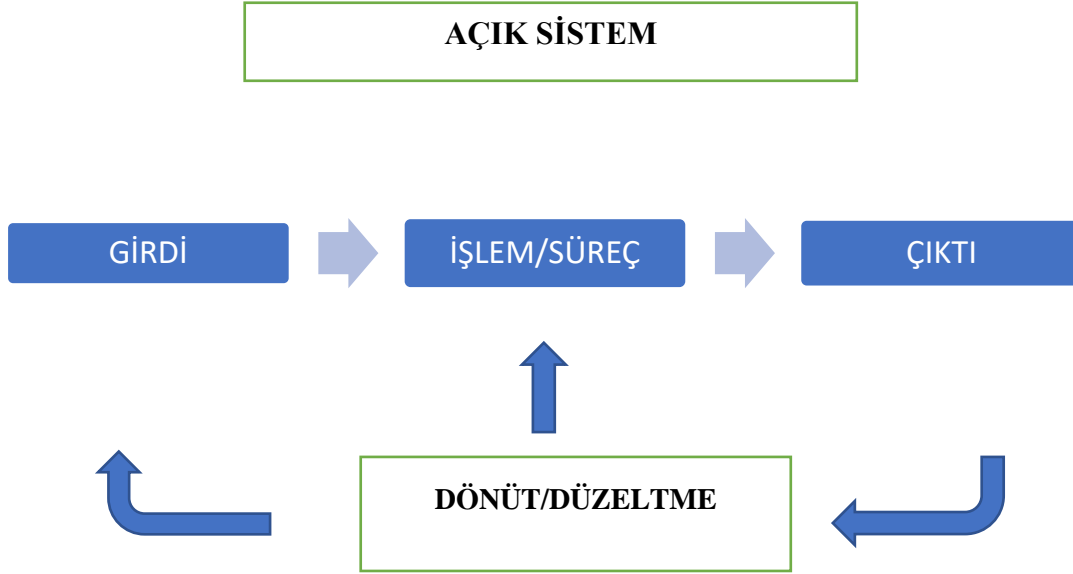 AÇIK SİSTEM
GİRDİ
İŞLEM/SÜREÇ
ÇIKTI
DÖNÜT/DÜZELTME